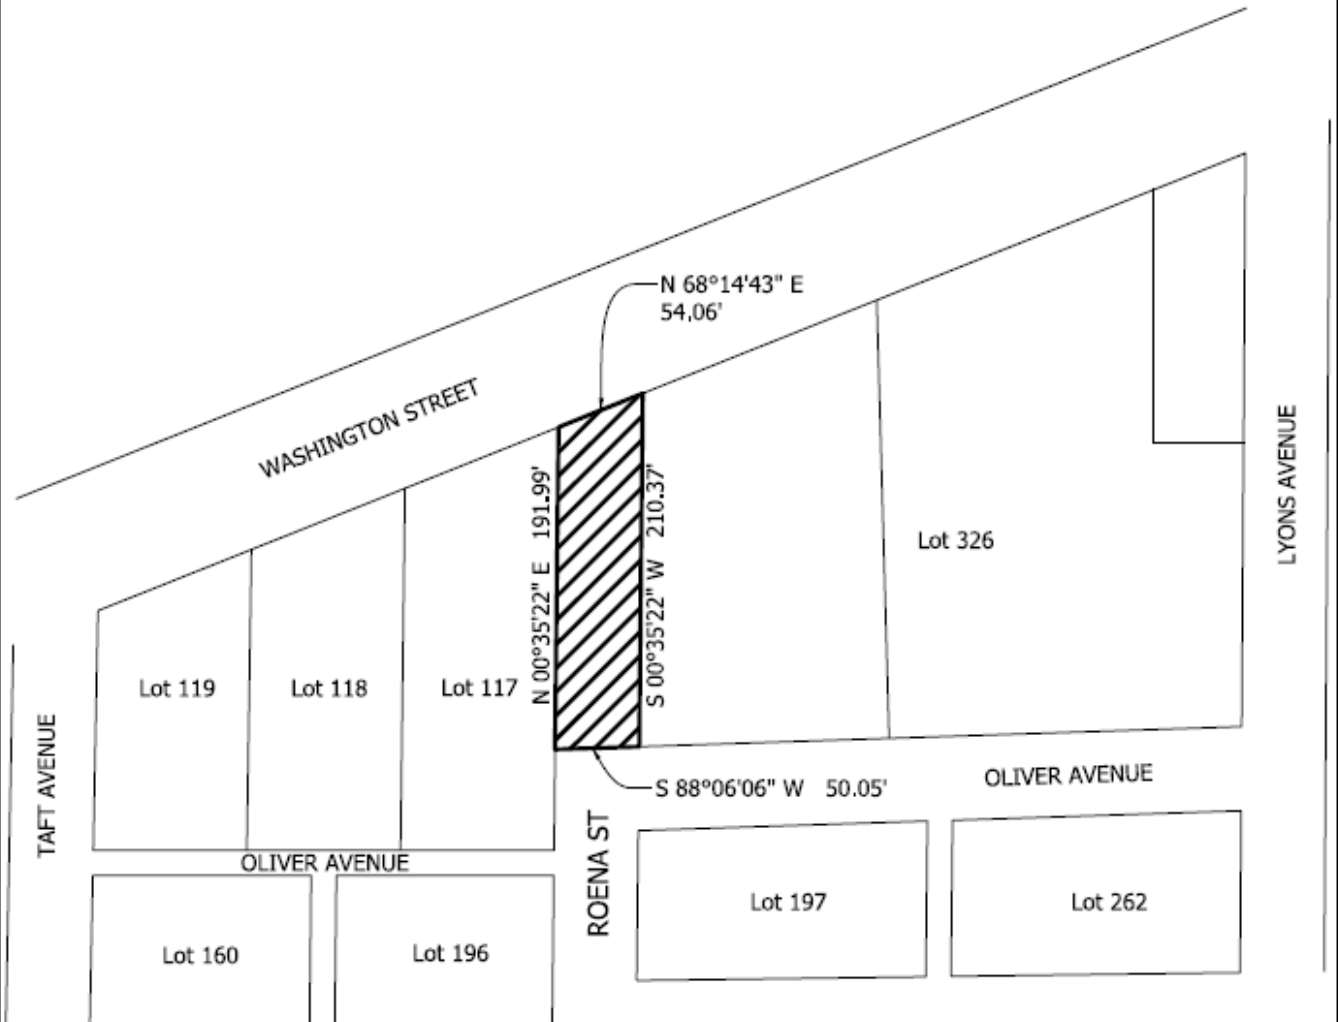 N 68°14'43" E
54.06'
WASHINGTON STREET
N 00°35'22" E 191.99'
S 00°35'22" W 210.37'
LYONS AVENUE
Lot 326
Lot 119
Lot 118
Lot 117
TAFT AVENUE
S 88°06'06" W 50.05'
OLIVER AVENUE
OLIVER AVENUE
ROENA ST
Lot 197
Lot 262
Lot 160
Lot 196